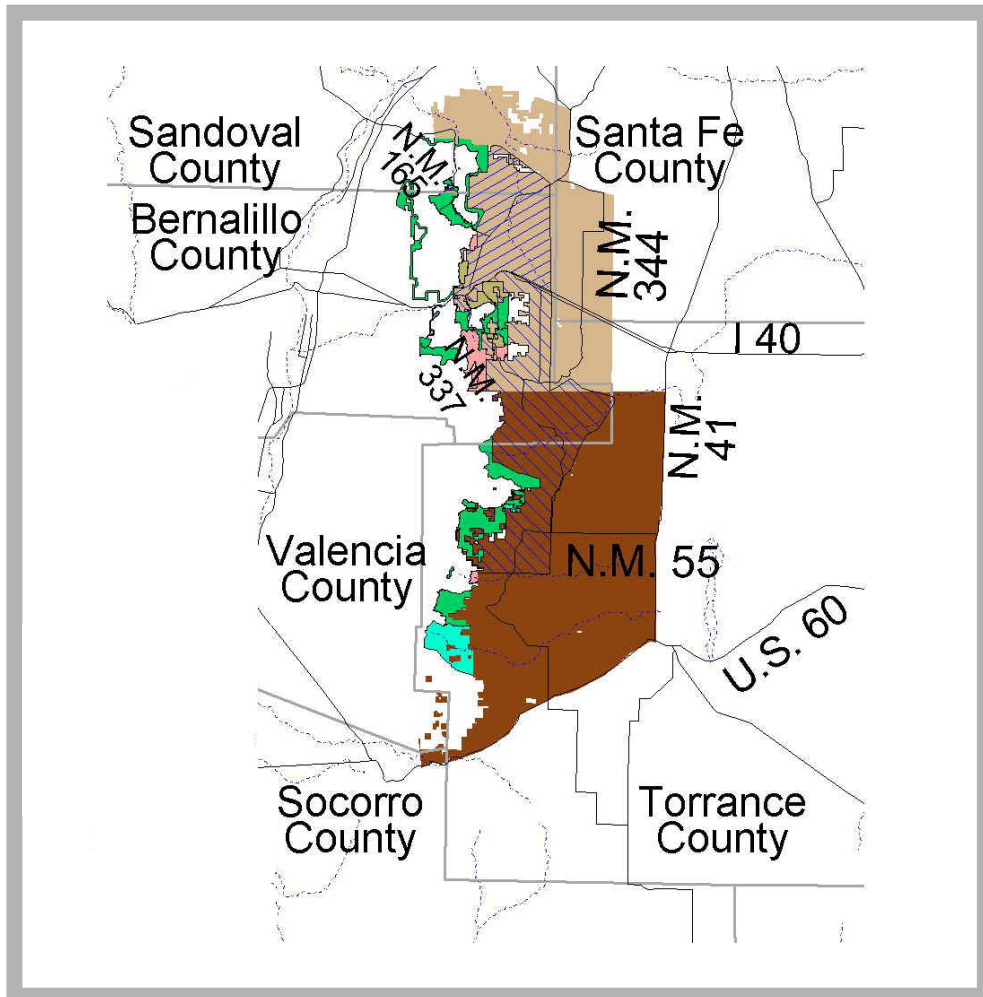 Sandoval
County
N.M.
165
Santa Fe
County
Bernalillo
County
N.M.
344
I 40
N.M.
337
N.M.
41
Valencia
County
N.M. 55
U.S. 60
Socorro
County
Torrance
County